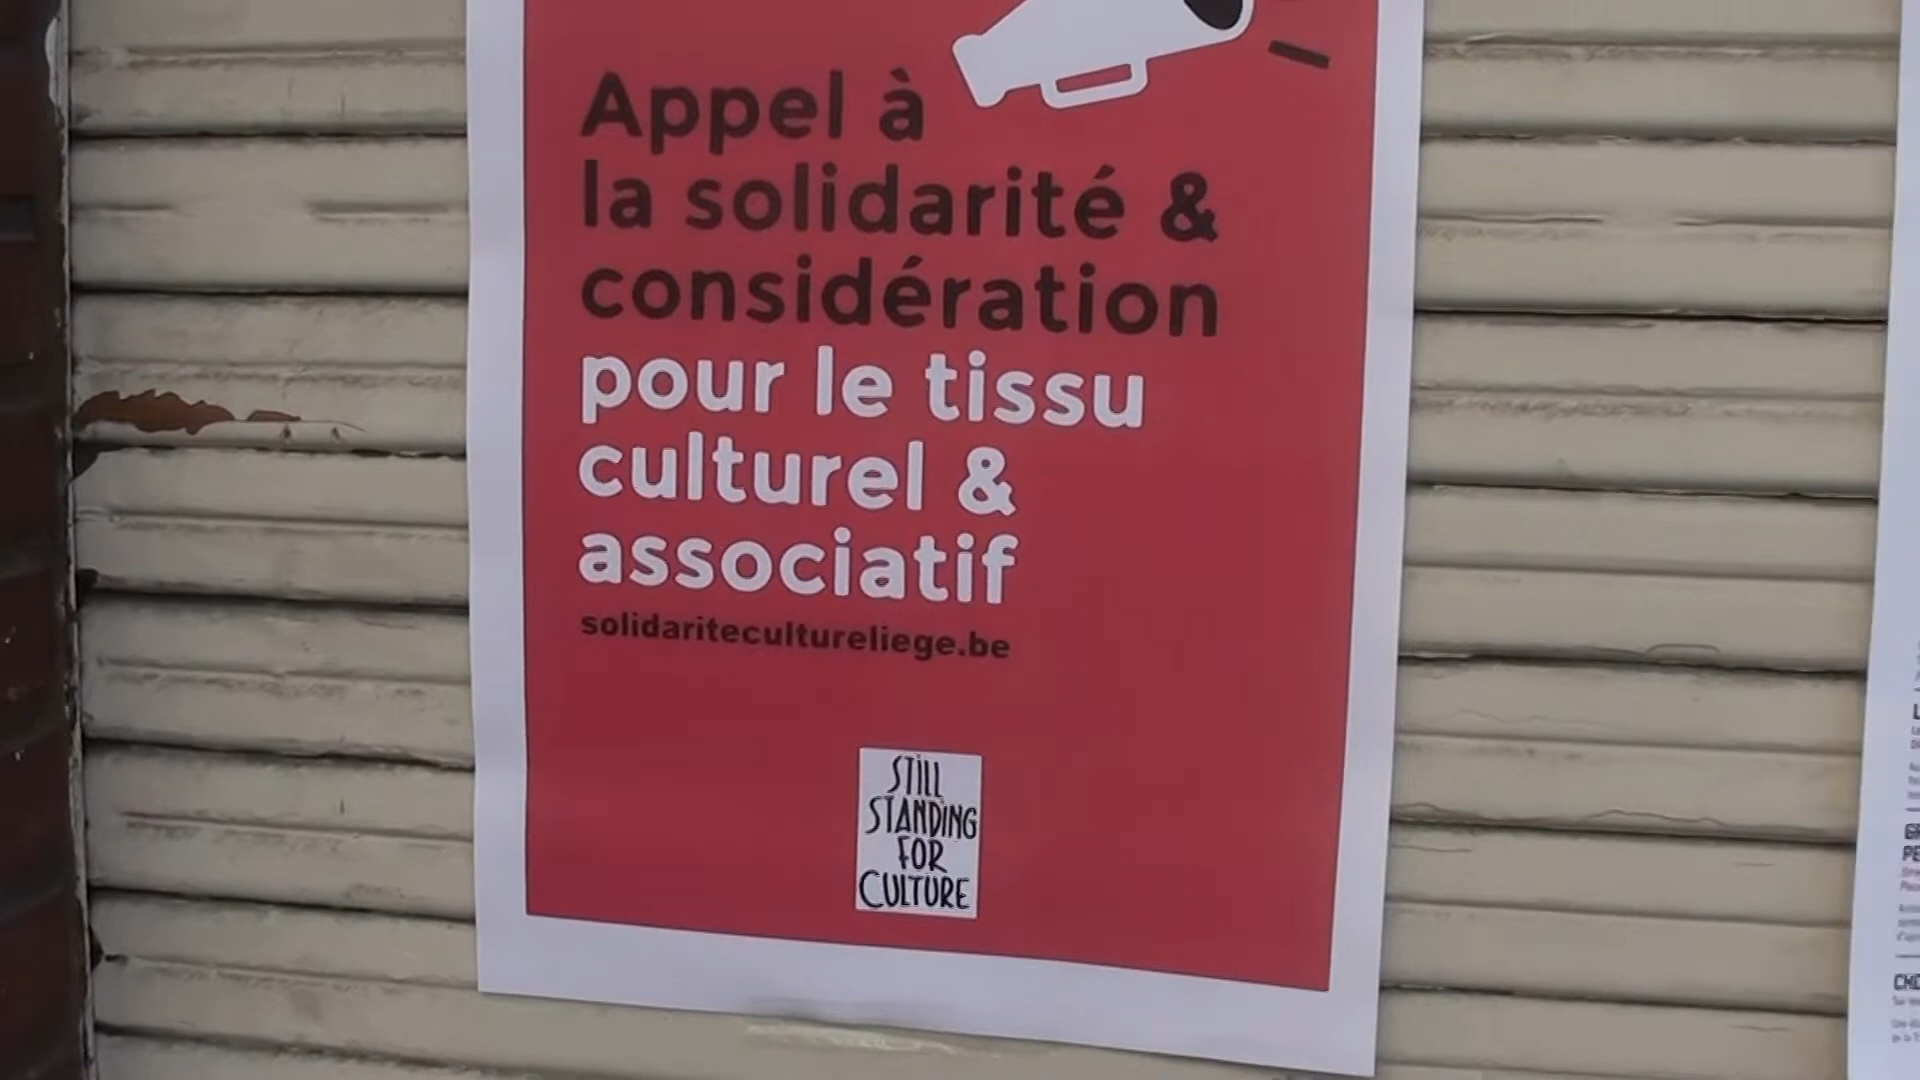 Appel à
la solidarité &
considération
pour le tissu
culturel &
associatif
solidaritecultureliege.be
STILL
STANDING
FOR
CULTURE